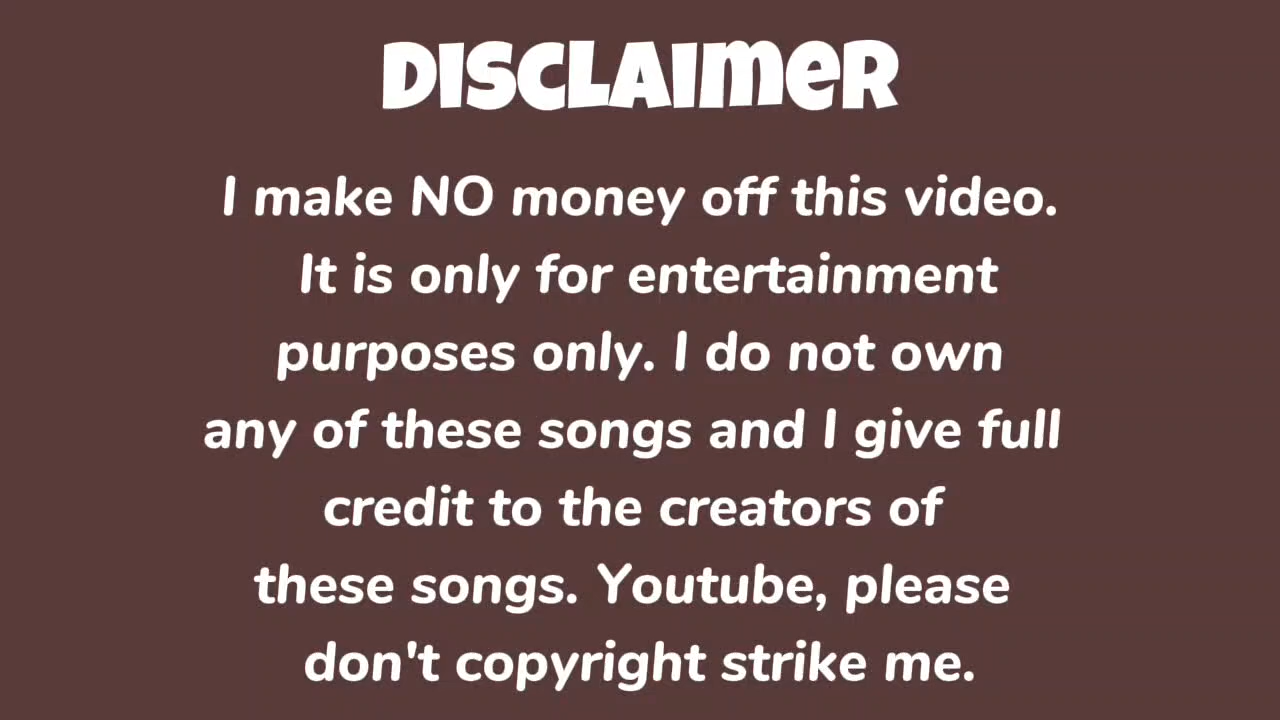 DISCLAIMER
I make NO money off this video.
It is only for entertainment
purposes only. I do not own
any of these songs and I give full
credit to the creators of
these songs. Youtube, please
don't copyright strike me.